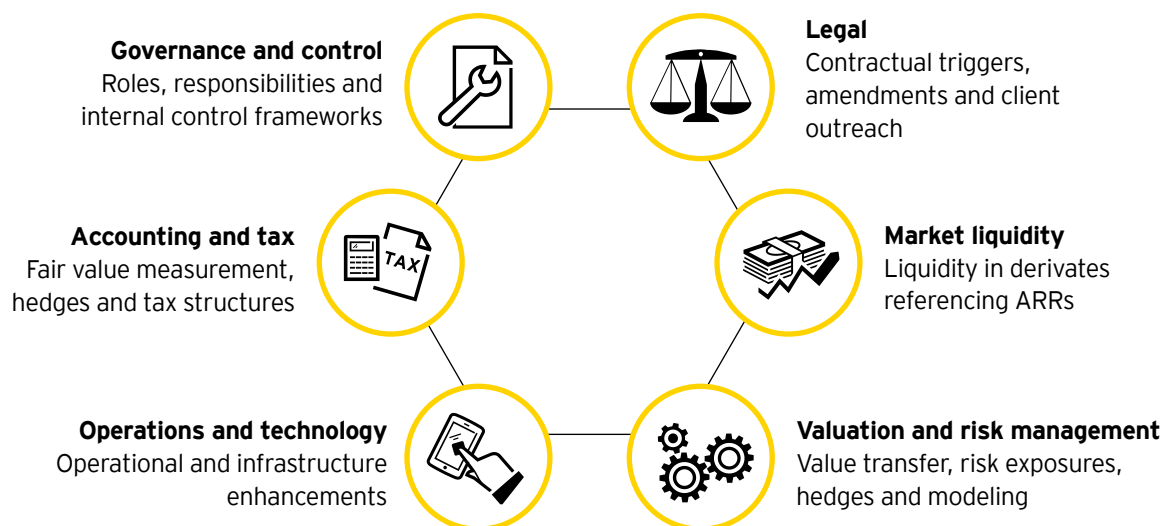 Governance and control
Roles, responsibilities and
internal control frameworks
Legal
Contractual triggers,
amendments and client
outreach
Accounting and tax
Fair value measurement,
hedges and tax structures
TAX
Market liquidity
Liquidity in derivates
referencing ARRs
Operations and technology
Operational and infrastructure
enhancements
Valuation and risk management
Value transfer, risk exposures,
hedges and modeling